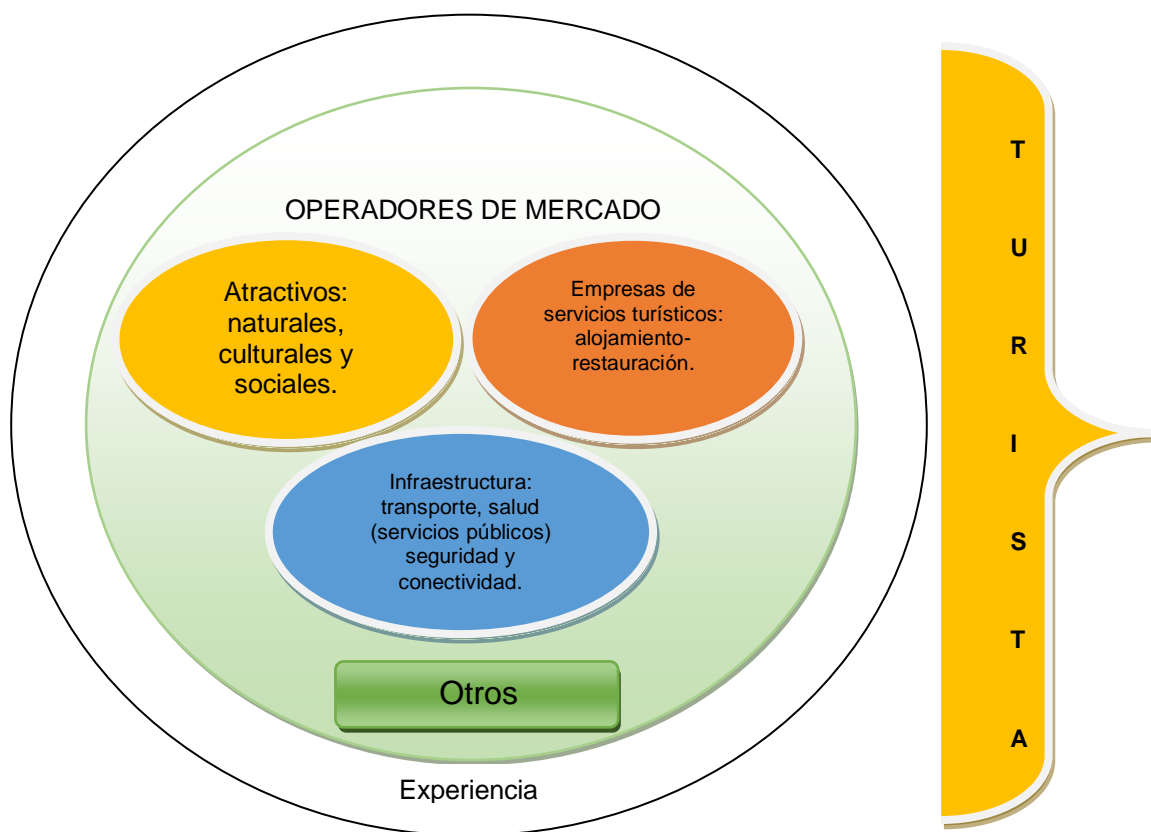 OPERADORES DE MERCADO
Atractivos:
naturales,
culturales y
sociales.
Empresas de
servicios turísticos:
alojamiento-
restauración.
Infraestructura:
transporte, salud
(servicios públicos)
seguridad y
conectividad.
Otros
Experiencia
T
U
R
I
S
T
A